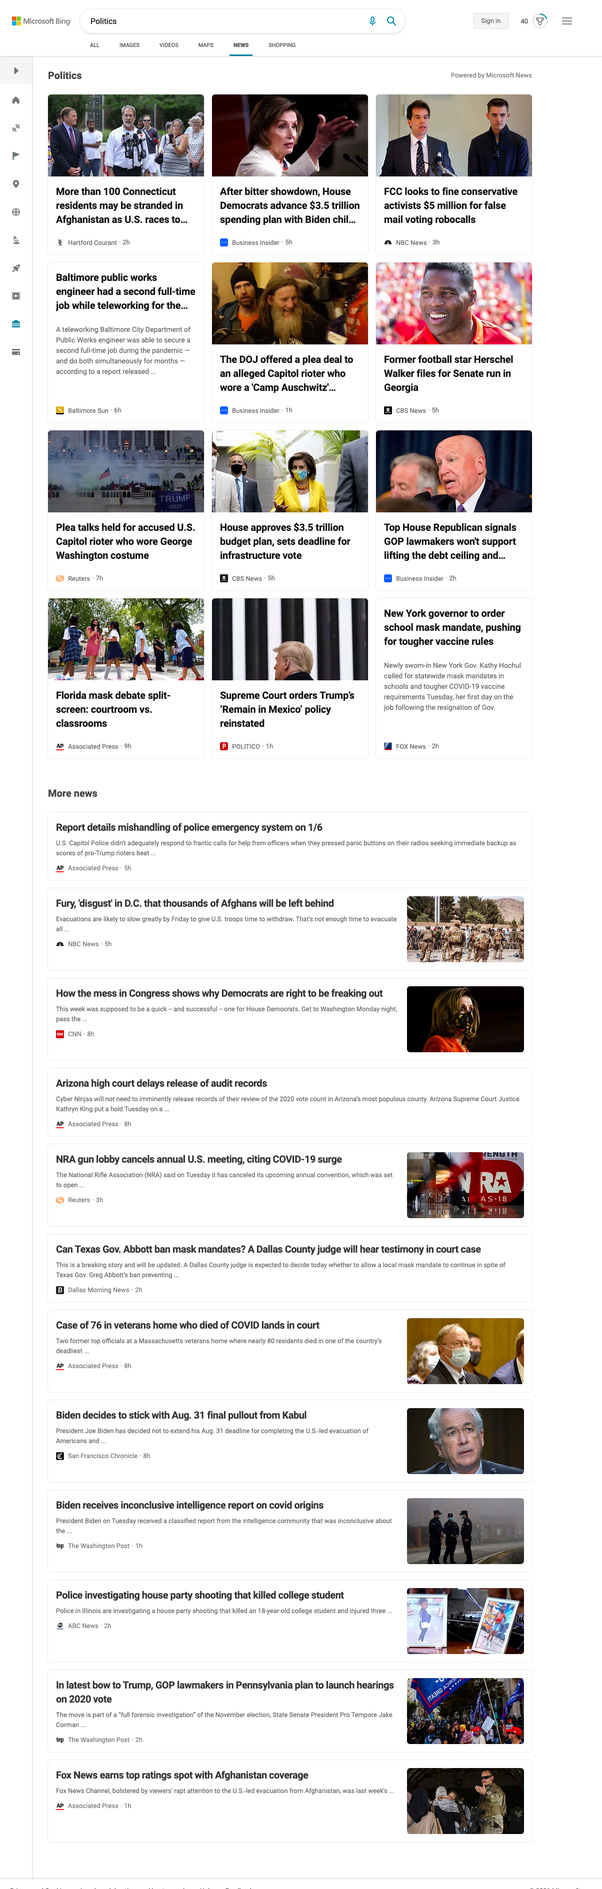 Microsoft Bing
Politics
Sign in
40
ALL
IMAGES
VIDEOS
MAPS
NEWS
SHOPPING
Politics
Powered by Microsoft News
More than 100 Connecticut
residents may be stranded in
Afghanistan as U.S. races to...
Hartford Courant · 2h
After bitter showdown, House
Democrats advance $3.5 trillion
spending plan with Biden chil...
Business Insider · 5h
FCC looks to fine conservative
activists $5 million for false
mail voting robocalls
NBC News · 3h
Baltimore public works
engineer had a second full-time
job while teleworking for the...
A teleworking Baltimore City Department of
Public Works engineer was able to secure a
second full-time job during the pandemic —
and do both simultaneously for months —
according to a report released ...
Baltimore Sun · 6h
The DOJ offered a plea deal to
an alleged Capitol rioter who
wore a 'Camp Auschwitz'...
Business Insider · 1h
Former football star Herschel
Walker files for Senate run in
Georgia
CBS News · 5h
TRUMP
Plea talks held for accused U.S.
Capitol rioter who wore George
Washington costume
Reuters · 7h
House approves $3.5 trillion
budget plan, sets deadline for
infrastructure vote
CBS News · 5h
Top House Republican signals
GOP lawmakers won't support
lifting the debt ceiling and...
Business Insider · 2h
Florida mask debate split-
screen: courtroom vs.
classrooms
AP Associated Press · 9h
Supreme Court orders Trump's
'Remain in Mexico' policy
reinstated
POLITICO · 1h
New York governor to order
school mask mandate, pushing
for tougher vaccine rules
Newly sworn-in New York Gov. Kathy Hochul
called for statewide mask mandates in
schools and tougher COVID-19 vaccine
requirements Tuesday, her first day on the
job following the resignation of Gov.
FOX News · 2h
More news
Report details mishandling of police emergency system on 1/6
U.S. Capitol Police didn't adequately respond to frantic calls for help from officers when they pressed panic buttons on their radios seeking immediate backup as
scores of pro-Trump rioters beat ...
AP Associated Press · 5h
Fury, 'disgust' in D.C. that thousands of Afghans will be left behind
Evacuations are likely to slow greatly by Friday to give U.S. troops time to withdraw. That's not enough time to evacuate
all ...
NBC News · 5h
How the mess in Congress shows why Democrats are right to be freaking out
This week was supposed to be a quick – and successful – one for House Democrats. Get to Washington Monday night,
pass the ...
CNN · 8h
Arizona high court delays release of audit records
Cyber Ninjas will not need to imminently release records of their review of the 2020 vote count in Arizona's most populous county. Arizona Supreme Court Justice
Kathryn King put a hold Tuesday on a ...
AP Associated Press · 8h
NRA gun lobby cancels annual U.S. meeting, citing COVID-19 surge
The National Rifle Association (NRA) said on Tuesday it has canceled its upcoming annual convention, which was set
to open ...
Reuters · 3h
Can Texas Gov. Abbott ban mask mandates? A Dallas County judge will hear testimony in court case
This is a breaking story and will be updated. A Dallas County judge is expected to decide today whether to allow a local mask mandate to continue in spite of
Texas Gov. Greg Abbott's ban preventing ...
Dallas Morning News · 2h
Case of 76 in veterans home who died of COVID lands in court
Two former top officials at a Massachusetts veterans home where nearly 80 residents died in one of the country's
deadliest ...
AP Associated Press · 8h
Biden decides to stick with Aug. 31 final pullout from Kabul
President Joe Biden has decided not to extend his Aug. 31 deadline for completing the U.S.-led evacuation of
Americans and ...
San Francisco Chronicle · 8h
Biden receives inconclusive intelligence report on covid origins
President Biden on Tuesday received a classified report from the intelligence community that was inconclusive about
the ...
wp The Washington Post · 1h
Police investigating house party shooting that killed college student
Police in Illinois are investigating a house party shooting that killed an 18-year-old college student and injured three ...
ABC News · 2h
In latest bow to Trump, GOP lawmakers in Pennsylvania plan to launch hearings
on 2020 vote
The move is part of a "full forensic investigation" of the November election, State Senate President Pro Tempore Jake
Corman ...
wp The Washington Post · 2h
Fox News earns top ratings spot with Afghanistan coverage
Fox News Channel, bolstered by viewers' rapt attention to the U.S.-led evacuation from Afghanistan, was last week's ...
AP Associated Press · 1h